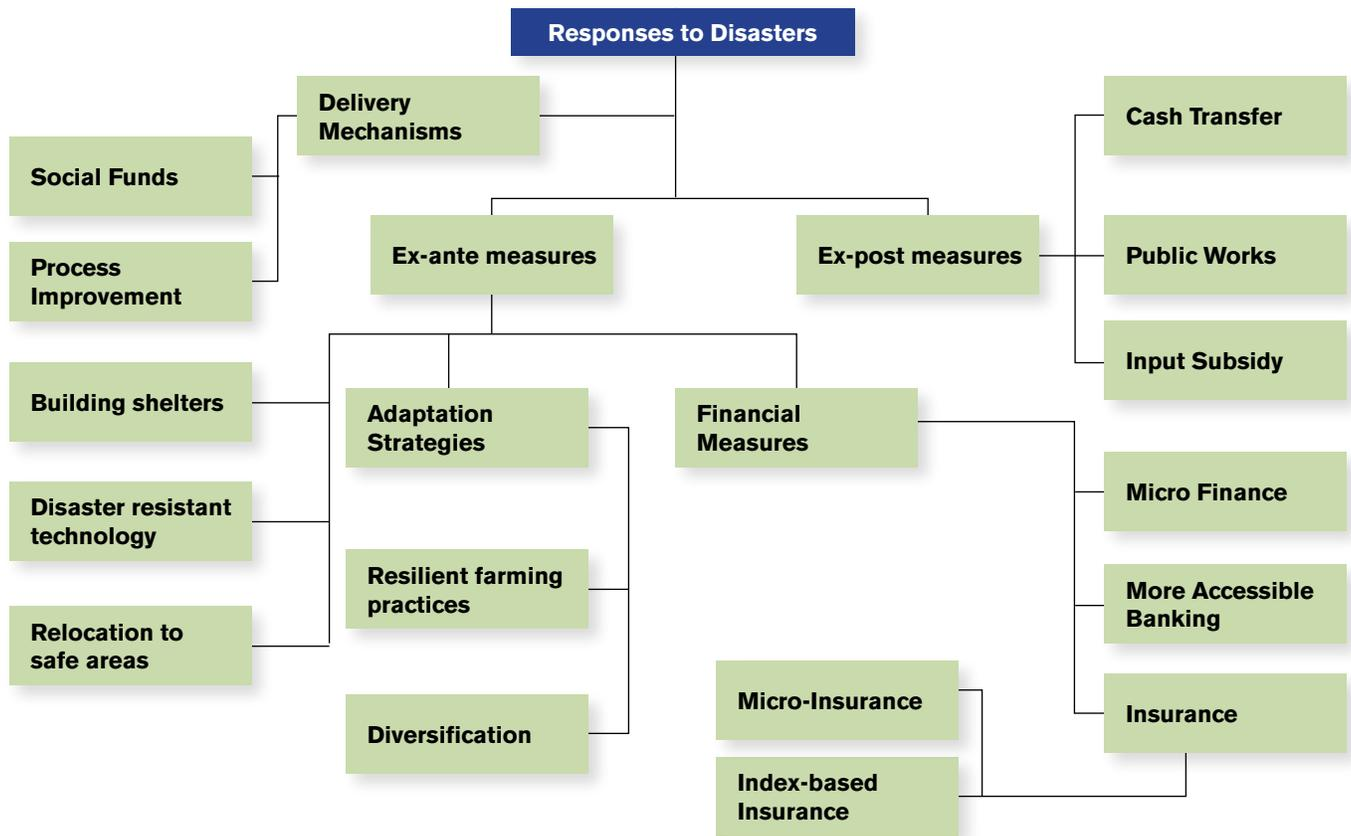 Responses to Disasters
Delivery
Mechanisms
Cash Transfer
Social Funds
Ex-ante measures
Ex-post measures
Public Works
Process
Improvement
Input Subsidy
Building shelters
Adaptation
Strategies
Financial
Measures
Micro Finance
Disaster resistant
technology
Resilient farming
practices
More Accessible
Banking
Relocation to
safe areas
Micro-Insurance
Insurance
Diversification
Index-based
Insurance